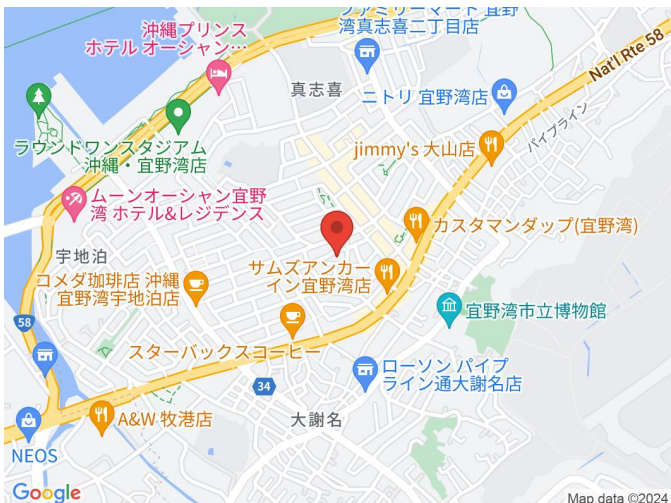 ファミリーマート 宜野
湾真志喜二丁目店
沖縄プリンス
ホテル オーシャン…
真志喜
ニトリ 宜野湾店
Nat'l Rte 58
パイプライン
ラウンドワンスタジアム
沖縄・宜野湾店
jimmy's 大山店
ムーンオーシャン宜野
湾 ホテル&レジデンス
カスタマンダップ(宜野湾)
宇地泊
サムズアンカー
イン宜野湾店
コメダ珈琲店 沖縄
宜野湾宇地泊店
宜野湾市立博物館
58
スターバックスコーヒー
ローソン パイプ
ライン通大謝名店
34
大謝名
A&W 牧港店
NEOS
Google
Map data ©2024